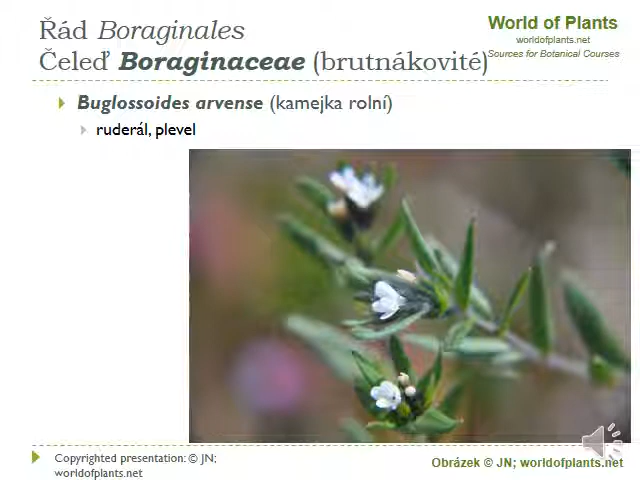 Řád Boraginales
Čeleď Boraginaceae (brutnákovité)
World of Plants
worldofplants.net
Sources for Botanical Courses
Buglossoides arvense (kamejka rolní)
ruderál, plevel
Copyrighted presentation: © JN;
worldofplants.net
Obrázek © JN; worldofplants.net